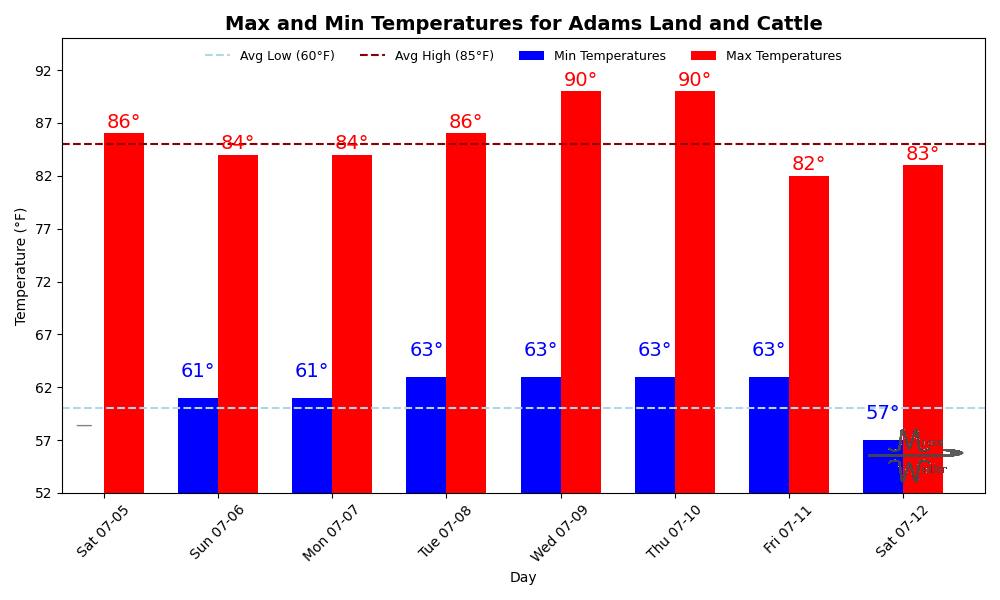 Max and Min Temperatures for Adams Land and Cattle
Avg Low (60°F) Avg High (85°F) Min Temperatures Max Temperatures
Temperature (°F)
92
87
82
77
72
67
62
57
52
86° 84° 84° 86° 90° 90° 82° 83°
— 61° 61° 63° 63° 63° 63° 57°
Sat 07-05 Sun 07-06 Mon 07-07 Tue 07-08 Wed 07-09 Thu 07-10 Fri 07-11 Sat 07-12
Day